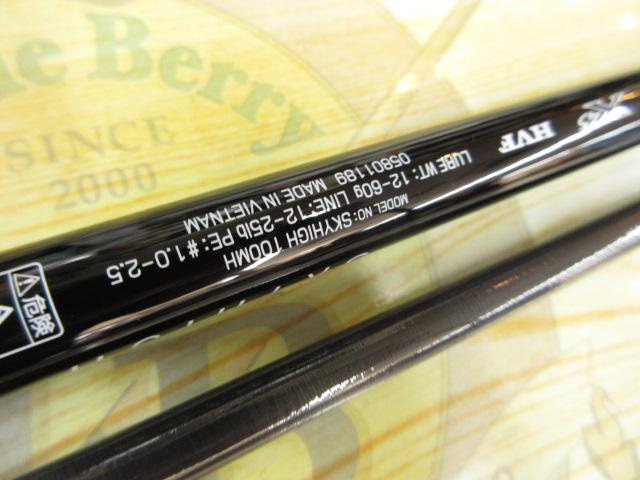 he Berry
SINCE
2000
X45
HVF
MODEL NO:SKYHIGH 100MH
LURE WT: 12-60g LINE:12-25lb PE:#1.0-2.5
05801189 MADE IN VIETNAM
危険